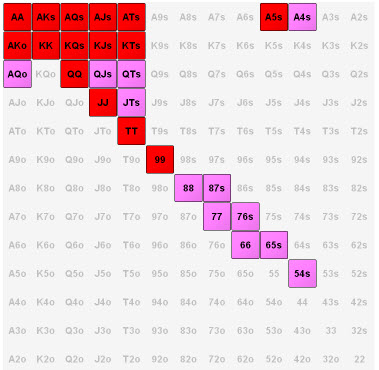 AA AKs AQs AJs ATs A9s A8s A7s A6s A5s A4s A3s A2s
AKo KK KQs KJs KTs K9s K8s K7s K6s K5s K4s K3s K2s
AQo KQo QQ QJs QTs Q9s Q8s Q7s Q6s Q5s Q4s Q3s Q2s
AJo KJo QJo JJ JTs J9s J8s J7s J6s J5s J4s J3s J2s
ATo KTo QTo JTo TT T9s T8s T7s T6s T5s T4s T3s T2s
A9o K9o Q9o J9o T9o 99 98s 97s 96s 95s 94s 93s 92s
A8o K8o Q8o J8o T8o 98o 88 87s 86s 85s 84s 83s 82s
A7o K7o Q7o J7o T7o 97o 87o 77 76s 75s 74s 73s 72s
A6o K6o Q6o J6o T6o 96o 86o 76o 66 65s 64s 63s 62s
A5o K5o Q5o J5o T5o 95o 85o 75o 65o 55 54s 53s 52s
A4o K4o Q4o J4o T4o 94o 84o 74o 64o 54o 44 43s 42s
A3o K3o Q3o J3o T3o 93o 83o 73o 63o 53o 43o 33 32s
A2o K2o Q2o J2o T2o 92o 82o 72o 62o 52o 42o 32o 22